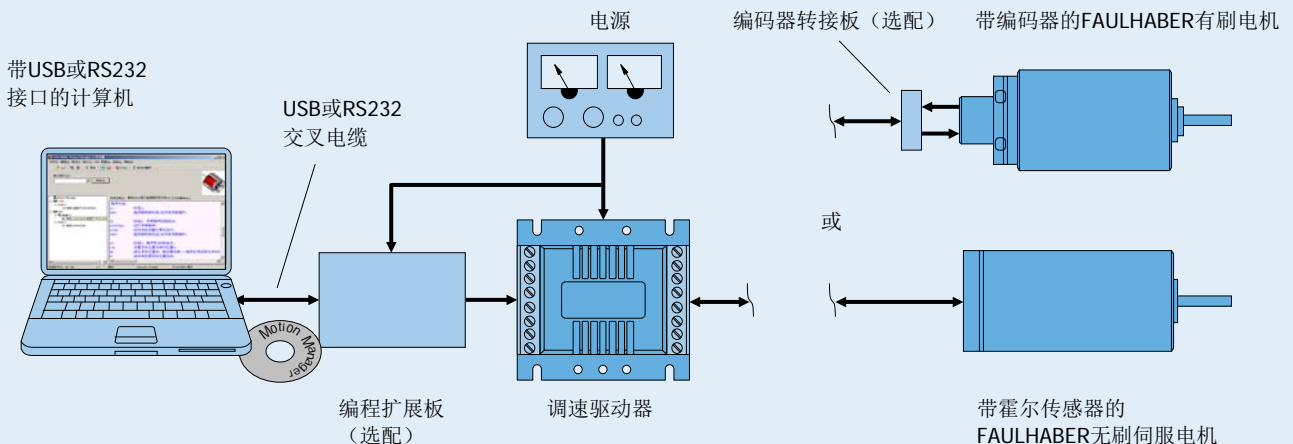 电源
编码器转接板（选配）
带编码器的FAULHABER有刷电机
带USB或RS232
接口的计算机
USB或RS232
交叉电缆
或
Motion Manager
编程扩展板
（选配）
调速驱动器
带霍尔传感器的
FAULHABER无刷伺服电机